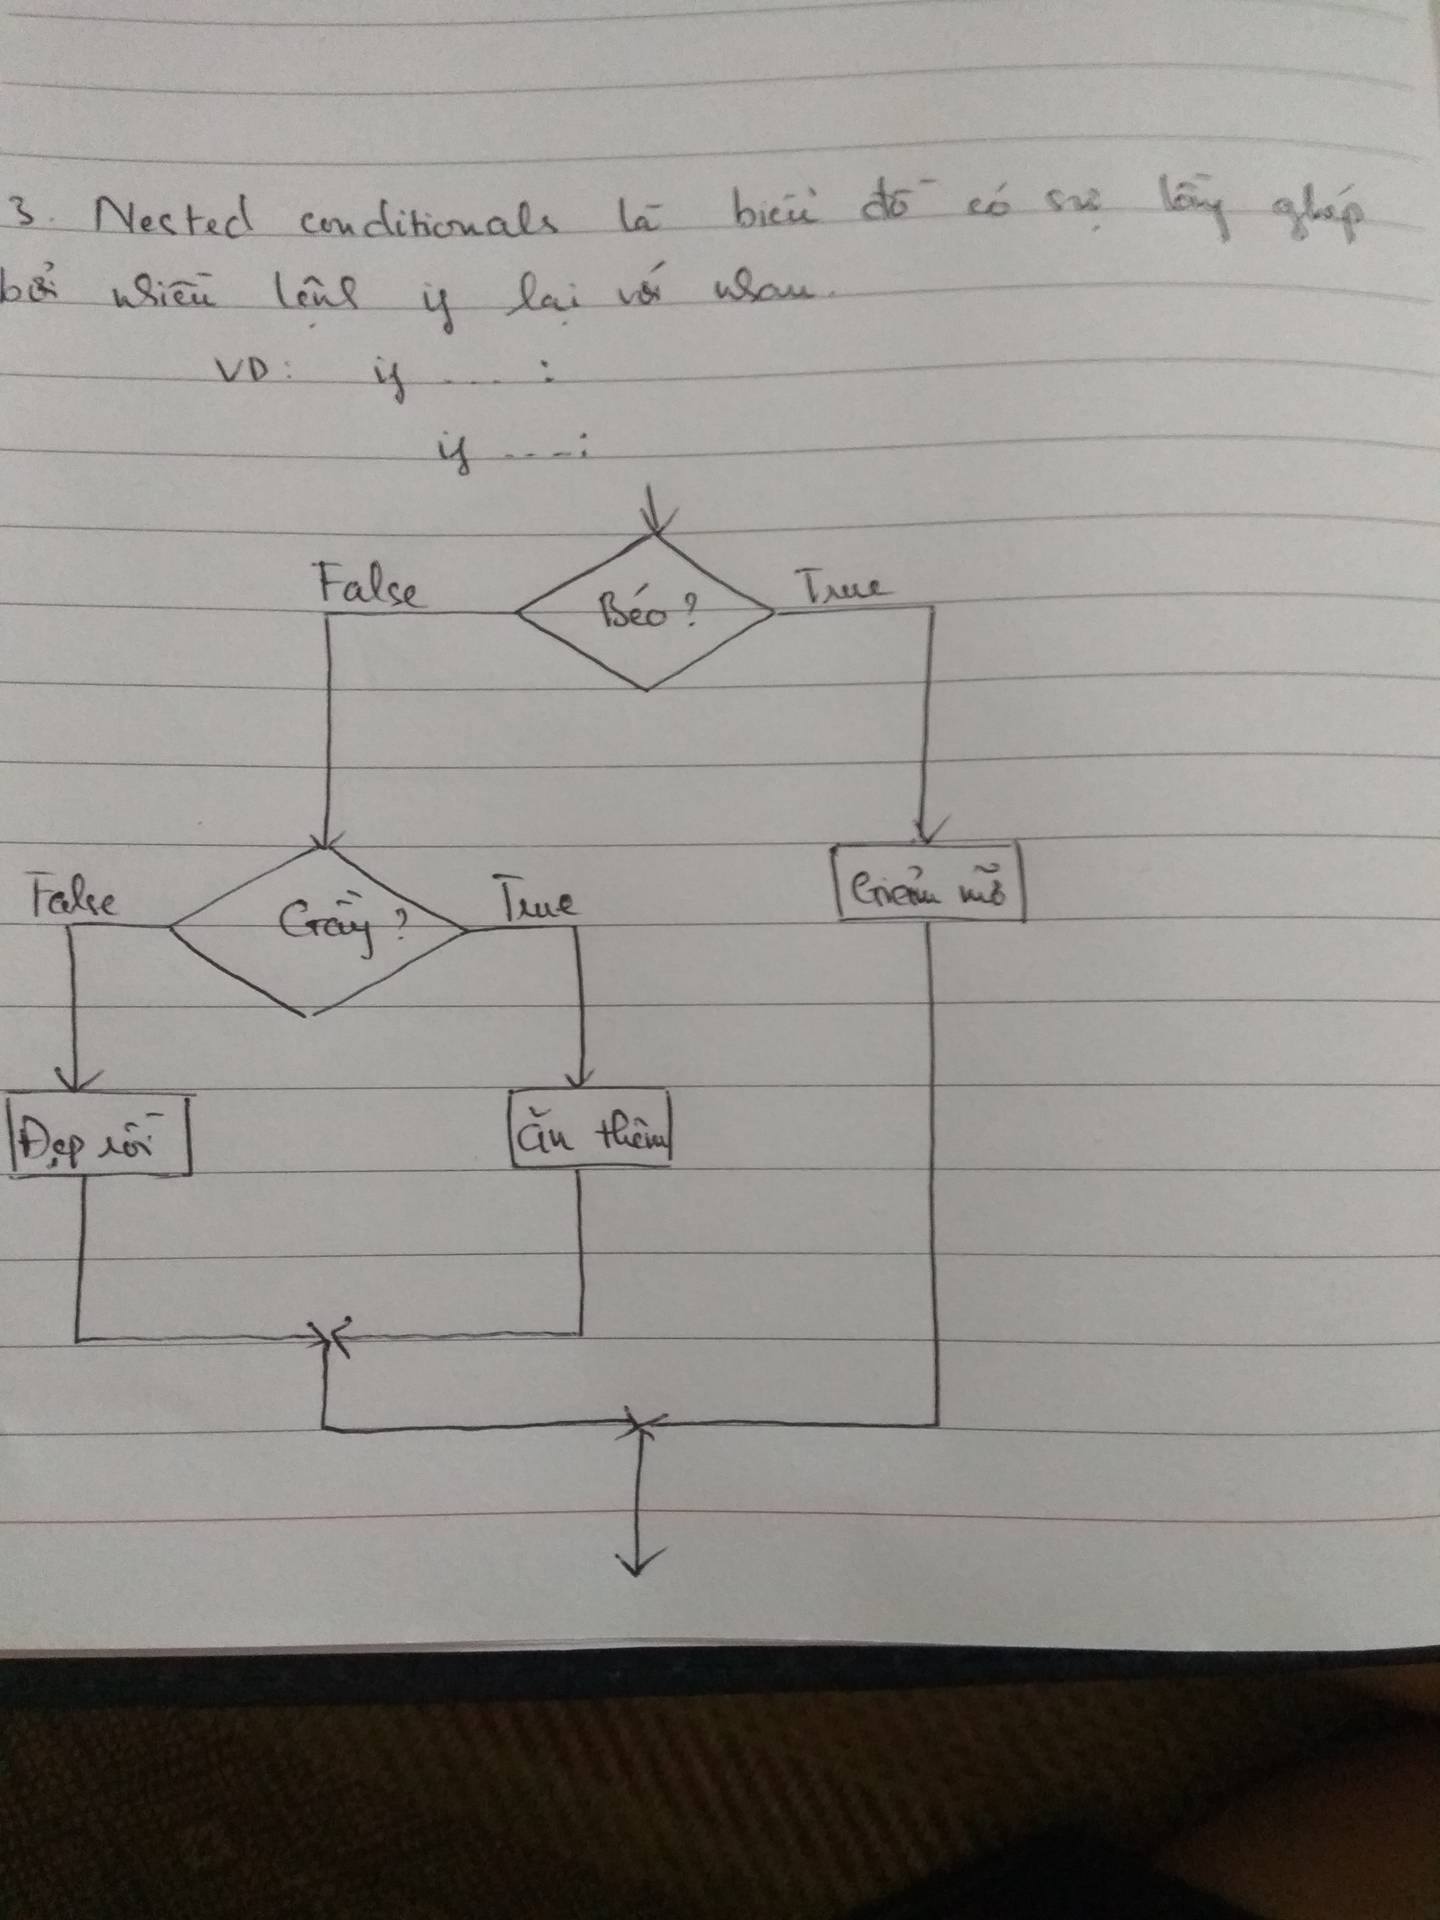 3. Nested conditionals là biểu đồ có sự lồng ghép
bởi nhiều lệnh if lại với nhau.
VD: if .... :
if ....:
False Béo? True
False Gầy? True Giảm mỡ
Đẹp rồi ăn thêm